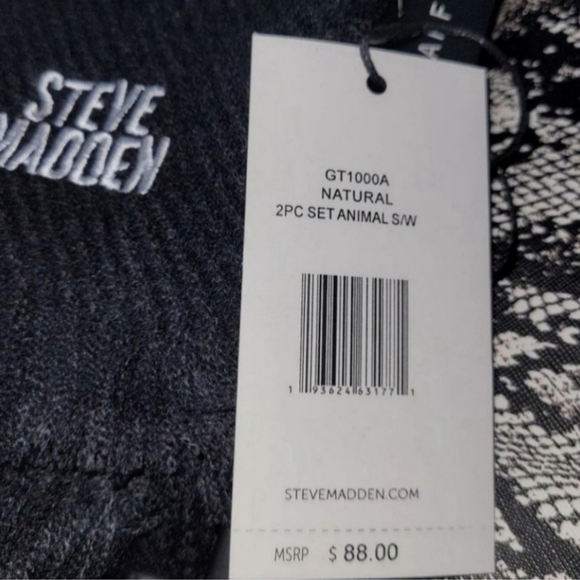 STEVE
MADDEN
GT1000A
NATURAL
2PC SET ANIMAL S/W
1 93624 63177 1
STEVEMADDEN.COM
MSRP $ 88.00